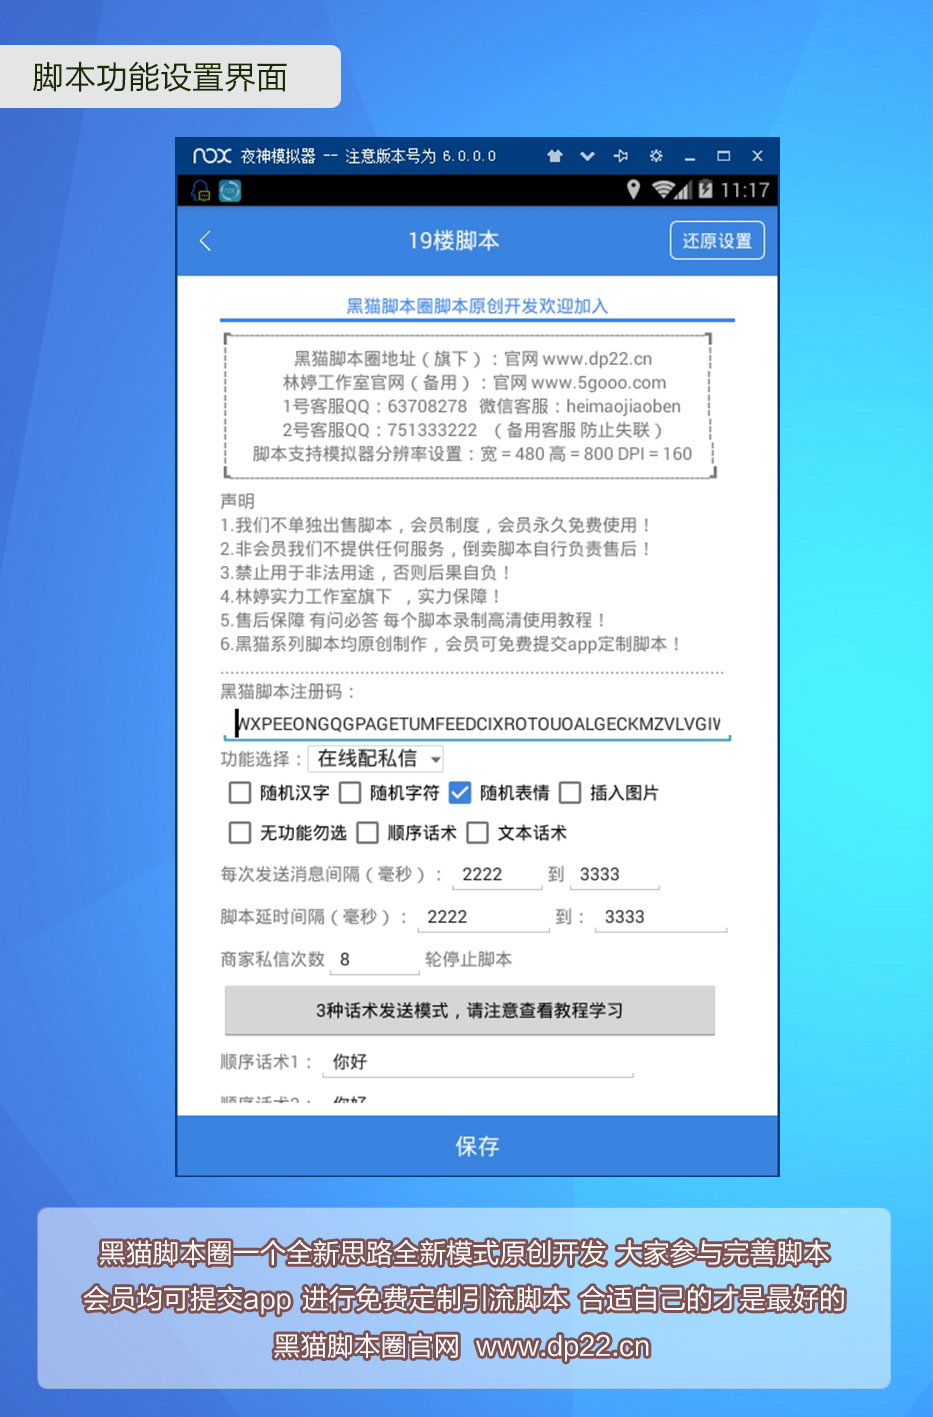 脚本功能设置界面
nox 夜神模拟器 -- 注意版本号为 6.0.0.0
11:17
19楼脚本
还原设置
黑猫脚本圈脚本原创开发欢迎加入
黑猫脚本圈地址（旗下）：官网 www.dp22.cn
林婷工作室官网（备用）：官网 www.5gooo.com
1号客服QQ：63708278 微信客服：heimaojiaoben
2号客服QQ：751333222 （备用客服 防止失联）
脚本支持模拟器分辨率设置：宽 = 480 高 = 800 DPI = 160
声明
1.我们不单独出售脚本，会员制度，会员永久免费使用！
2.非会员我们不提供任何服务，倒卖脚本自行负责售后！
3.禁止用于非法用途，否则后果自负！
4.林婷实力工作室旗下 ，实力保障！
5.售后保障 有问必答 每个脚本录制高清使用教程！
6.黑猫系列脚本均原创制作，会员可免费提交app定制脚本！
黑猫脚本注册码：
WXPEEONGQGPAGETUMFEEDCIXROTOUOALGECKMZVLVGIW
功能选择：在线配私信
随机汉字 随机字符 随机表情 插入图片
无功能勿选 顺序话术 文本话术
每次发送消息间隔（毫秒）： 2222 到 3333
脚本延时间隔（毫秒）： 2222 到： 3333
商家私信次数 8 轮停止脚本
3种话术发送模式，请注意查看教程学习
顺序话术1： 你好
顺序话术2： 你好
保存
黑猫脚本圈一个全新思路全新模式原创开发 大家参与完善脚本
会员均可提交app 进行免费定制引流脚本 合适自己的才是最好的
黑猫脚本圈官网 www.dp22.cn